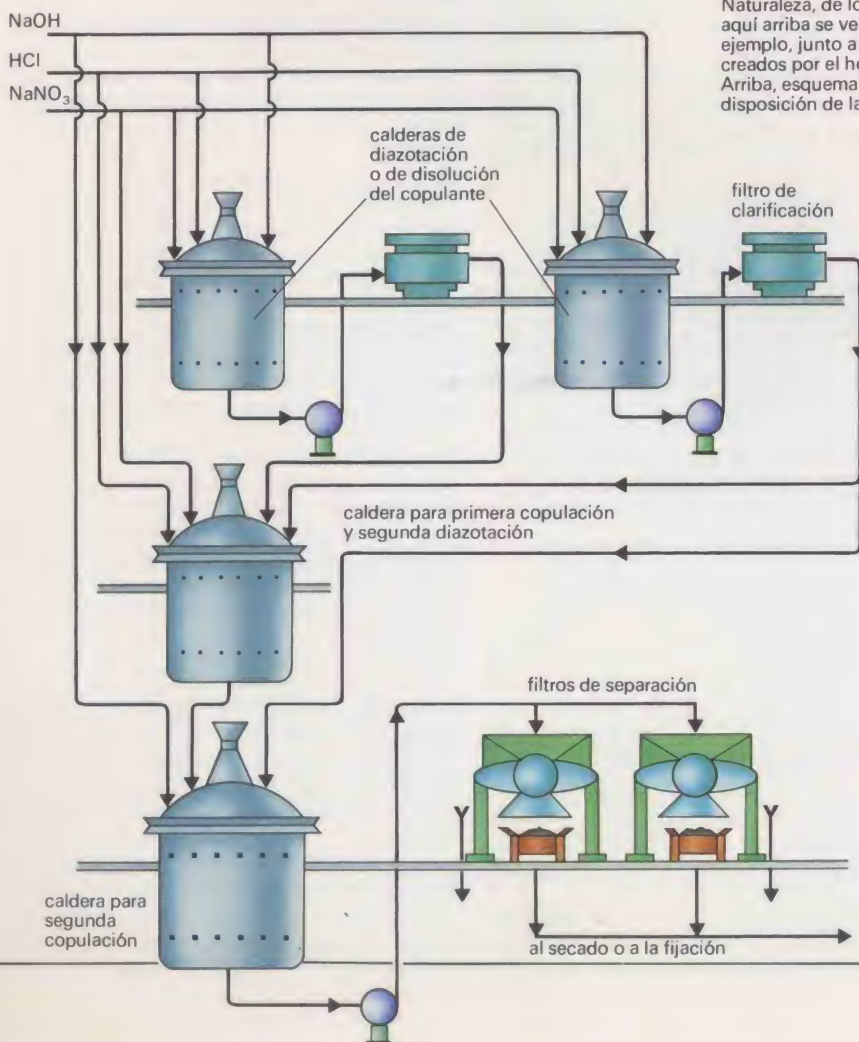 Naturaleza, de lo
aquí arriba se ve
ejemplo, junto a
creados por el he
Arriba, esquema
disposición de la
NaOH
HCl
NaNO₃
calderas de
diazotación
o de disolución
del copulante
filtro de
clarificación
caldera para primera copulación
y segunda diazotación
filtros de separación
caldera para
segunda
copulación
al secado o a la fijación